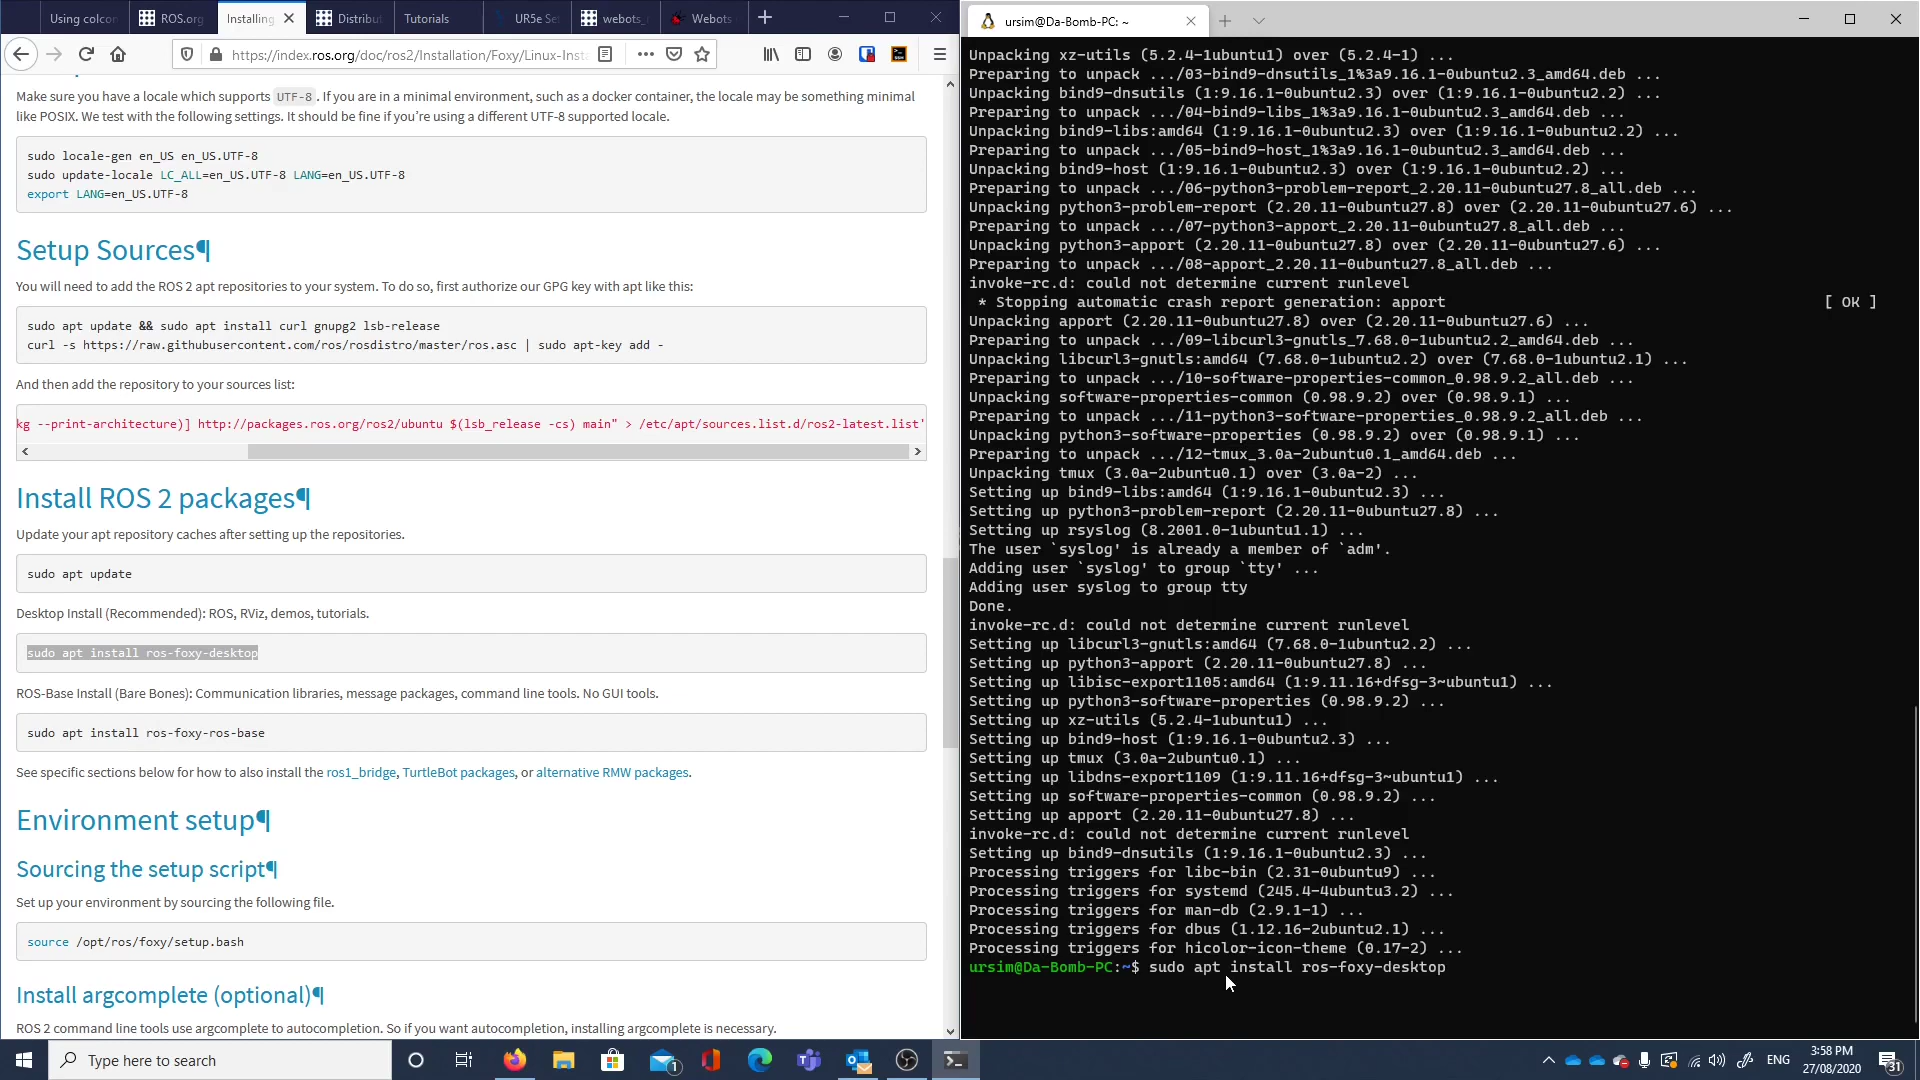 Using colcon
ROS.org
Installing
Distribu
Tutorials
UR5e Se
webots_
Webots
https://index.ros.org/doc/ros2/Installation/Foxy/Linux-Inst
Make sure you have a locale which supports UTF-8. If you are in a minimal environment, such as a docker container, the locale may be something minimal
like POSIX. We test with the following settings. It should be fine if you're using a different UTF-8 supported locale.
sudo locale-gen en_US en_US.UTF-8
sudo update-locale LC_ALL=en_US.UTF-8 LANG=en_US.UTF-8
export LANG=en_US.UTF-8
Setup Sources¶
You will need to add the ROS 2 apt repositories to your system. To do so, first authorize our GPG key with apt like this:
sudo apt update && sudo apt install curl gnupg2 lsb-release
curl -s https://raw.githubusercontent.com/ros/rosdistro/master/ros.asc | sudo apt-key add -
And then add the repository to your sources list:
kg --print-architecture)] http://packages.ros.org/ros2/ubuntu $(lsb_release -cs) main" > /etc/apt/sources.list.d/ros2-latest.list'
Install ROS 2 packages¶
Update your apt repository caches after setting up the repositories.
sudo apt update
Desktop Install (Recommended): ROS, RViz, demos, tutorials.
sudo apt install ros-foxy-desktop
ROS-Base Install (Bare Bones): Communication libraries, message packages, command line tools. No GUI tools.
sudo apt install ros-foxy-ros-base
See specific sections below for how to also install the ros1_bridge, TurtleBot packages, or alternative RMW packages.
Environment setup¶
Sourcing the setup script¶
Set up your environment by sourcing the following file.
source /opt/ros/foxy/setup.bash
Install argcomplete (optional)¶
ROS 2 command line tools use argcomplete to autocompletion. So if you want autocompletion, installing argcomplete is necessary.
ursim@Da-Bomb-PC: ~
Unpacking xz-utils (5.2.4-1ubuntu1) over (5.2.4-1) ...
Preparing to unpack .../03-bind9-dnsutils_1%3a9.16.1-0ubuntu2.3_amd64.deb ...
Unpacking bind9-dnsutils (1:9.16.1-0ubuntu2.3) over (1:9.16.1-0ubuntu2.2) ...
Preparing to unpack .../04-bind9-libs_1%3a9.16.1-0ubuntu2.3_amd64.deb ...
Unpacking bind9-libs:amd64 (1:9.16.1-0ubuntu2.3) over (1:9.16.1-0ubuntu2.2) ...
Preparing to unpack .../05-bind9-host_1%3a9.16.1-0ubuntu2.3_amd64.deb ...
Unpacking bind9-host (1:9.16.1-0ubuntu2.3) over (1:9.16.1-0ubuntu2.2) ...
Preparing to unpack .../06-python3-problem-report_2.20.11-0ubuntu27.8_all.deb ...
Unpacking python3-problem-report (2.20.11-0ubuntu27.8) over (2.20.11-0ubuntu27.6) ...
Preparing to unpack .../07-python3-apport_2.20.11-0ubuntu27.8_all.deb ...
Unpacking python3-apport (2.20.11-0ubuntu27.8) over (2.20.11-0ubuntu27.6) ...
Preparing to unpack .../08-apport_2.20.11-0ubuntu27.8_all.deb ...
invoke-rc.d: could not determine current runlevel
 * Stopping automatic crash report generation: apport [ OK ]
Unpacking apport (2.20.11-0ubuntu27.8) over (2.20.11-0ubuntu27.6) ...
Preparing to unpack .../09-libcurl3-gnutls_7.68.0-1ubuntu2.2_amd64.deb ...
Unpacking libcurl3-gnutls:amd64 (7.68.0-1ubuntu2.2) over (7.68.0-1ubuntu2.1) ...
Preparing to unpack .../10-software-properties-common_0.98.9.2_all.deb ...
Unpacking software-properties-common (0.98.9.2) over (0.98.9.1) ...
Preparing to unpack .../11-python3-software-properties_0.98.9.2_all.deb ...
Unpacking python3-software-properties (0.98.9.2) over (0.98.9.1) ...
Preparing to unpack .../12-tmux_3.0a-2ubuntu0.1_amd64.deb ...
Unpacking tmux (3.0a-2ubuntu0.1) over (3.0a-2) ...
Setting up bind9-libs:amd64 (1:9.16.1-0ubuntu2.3) ...
Setting up python3-problem-report (2.20.11-0ubuntu27.8) ...
Setting up rsyslog (8.2001.0-1ubuntu1.1) ...
The user `syslog' is already a member of `adm'.
Adding user `syslog' to group `tty' ...
Adding user syslog to group tty
Done.
invoke-rc.d: could not determine current runlevel
Setting up libcurl3-gnutls:amd64 (7.68.0-1ubuntu2.2) ...
Setting up python3-apport (2.20.11-0ubuntu27.8) ...
Setting up libisc-export1105:amd64 (1:9.11.16+dfsg-3~ubuntu1) ...
Setting up python3-software-properties (0.98.9.2) ...
Setting up xz-utils (5.2.4-1ubuntu1) ...
Setting up bind9-host (1:9.16.1-0ubuntu2.3) ...
Setting up tmux (3.0a-2ubuntu0.1) ...
Setting up libdns-export1109 (1:9.11.16+dfsg-3~ubuntu1) ...
Setting up software-properties-common (0.98.9.2) ...
Setting up apport (2.20.11-0ubuntu27.8) ...
invoke-rc.d: could not determine current runlevel
Setting up bind9-dnsutils (1:9.16.1-0ubuntu2.3) ...
Processing triggers for libc-bin (2.31-0ubuntu9) ...
Processing triggers for systemd (245.4-4ubuntu3.2) ...
Processing triggers for man-db (2.9.1-1) ...
Processing triggers for dbus (1.12.16-2ubuntu2.1) ...
Processing triggers for hicolor-icon-theme (0.17-2) ...
ursim@Da-Bomb-PC:~$ sudo apt install ros-foxy-desktop
Type here to search
1
ENG
3:58 PM
27/08/2020
31